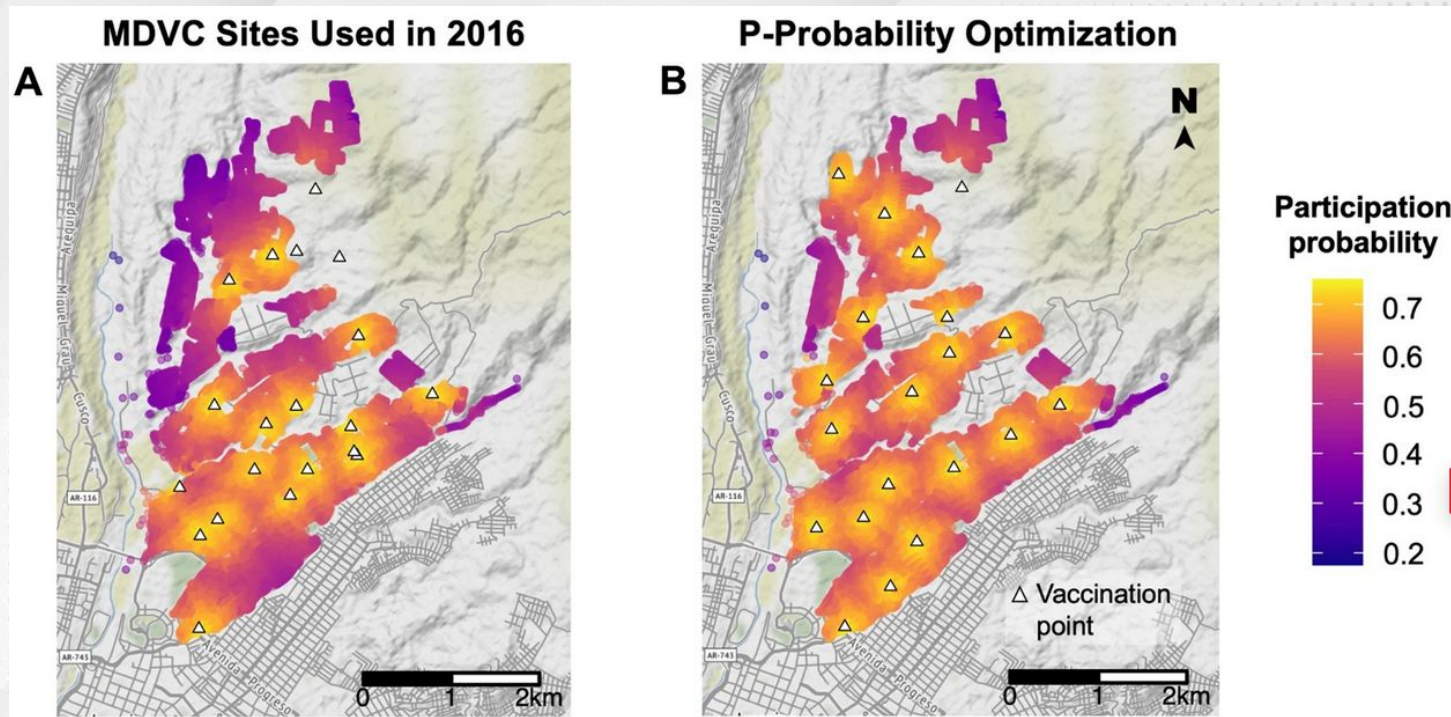 MDVC Sites Used in 2016
P-Probability Optimization
A
Arequipa
Miguel Grau
Cusco
AR-116
AR-743
Avenida Progreso
0 1 2km
B
N
Arequipa
Miguel Grau
Cusco
AR-116
AR-743
Avenida Progreso
△ Vaccination
point
0 1 2km
Participation
probability
0.7
0.6
0.5
0.4
0.3
0.2